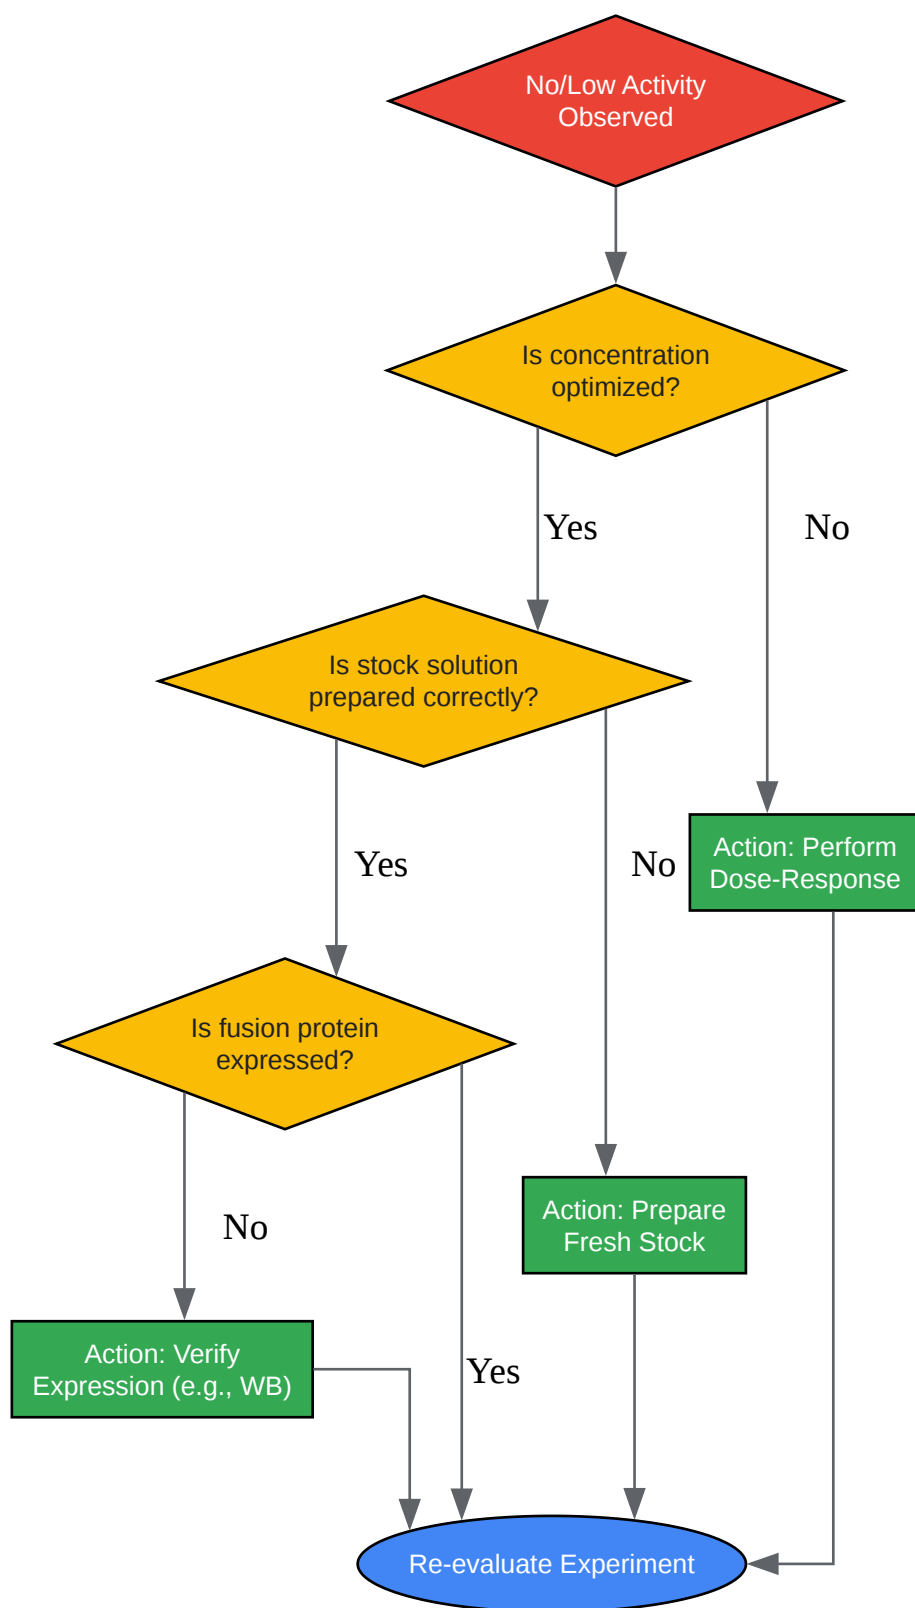 No/Low Activity
Observed
Is concentration
optimized?
Yes
No
Is stock solution
prepared correctly?
Action: Perform
Dose-Response
Yes
No
Is fusion protein
expressed?
Action: Prepare
Fresh Stock
No
Action: Verify
Expression (e.g., WB)
Yes
Re-evaluate Experiment